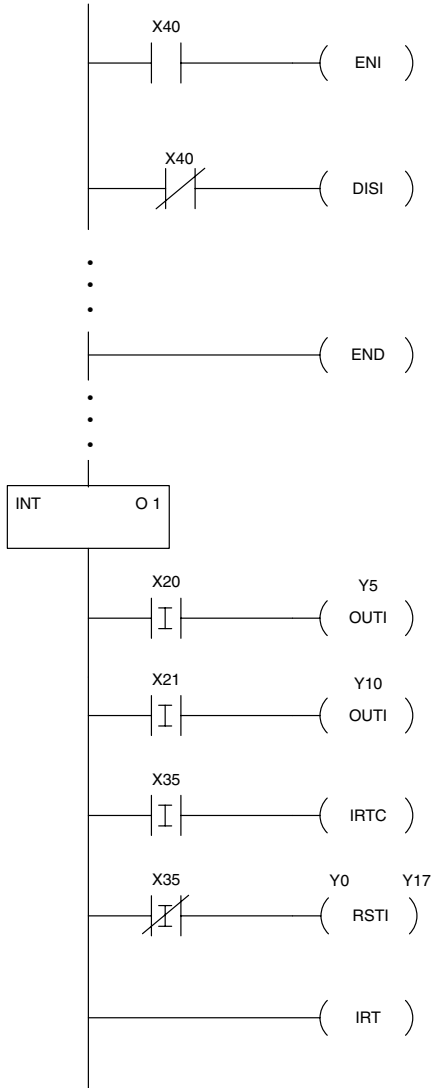 X40
ENI
X40
DISI
END
INT O 1
X20 Y5
OUTI
X21 Y10
OUTI
X35
IRTC
X35 Y0 Y17
RSTI
IRT